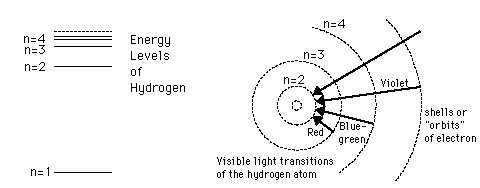 n=4
n=3
n=2
n=1
Energy
Levels
of
Hydrogen
n=4
n=3
n=2
Violet
Blue-
green
Red
shells or
"orbits"
of electron
Visible light transitions
of the hydrogen atom